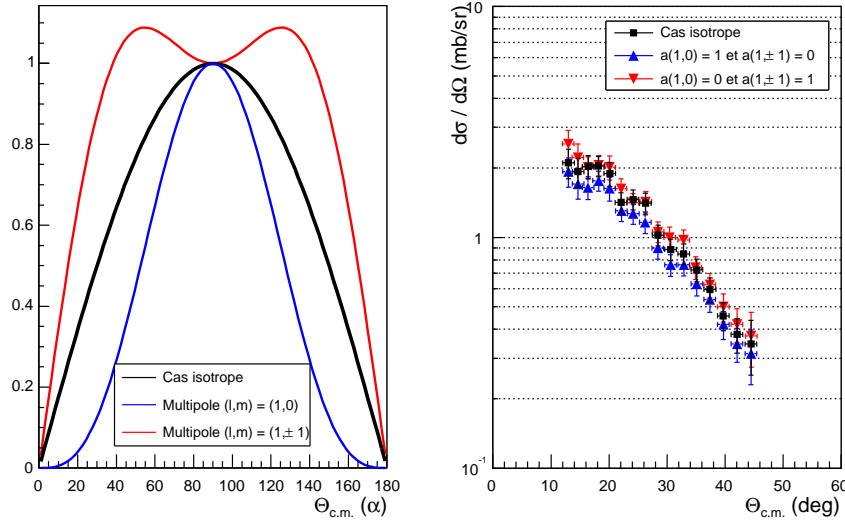 1
0.8
0.6
0.4
0.2
0
0 20 40 60 80 100 120 140 160 180
Θc.m. (α)
Cas isotrope
Multipole (l,m) = (1,0)
Multipole (l,m) = (1,± 1)
dσ / dΩ (mb/sr)
10
1
10⁻¹
0 10 20 30 40 50 60
Θc.m. (deg)
Cas isotrope
a(1,0) = 1 et a(1,± 1) = 0
a(1,0) = 0 et a(1,± 1) = 1